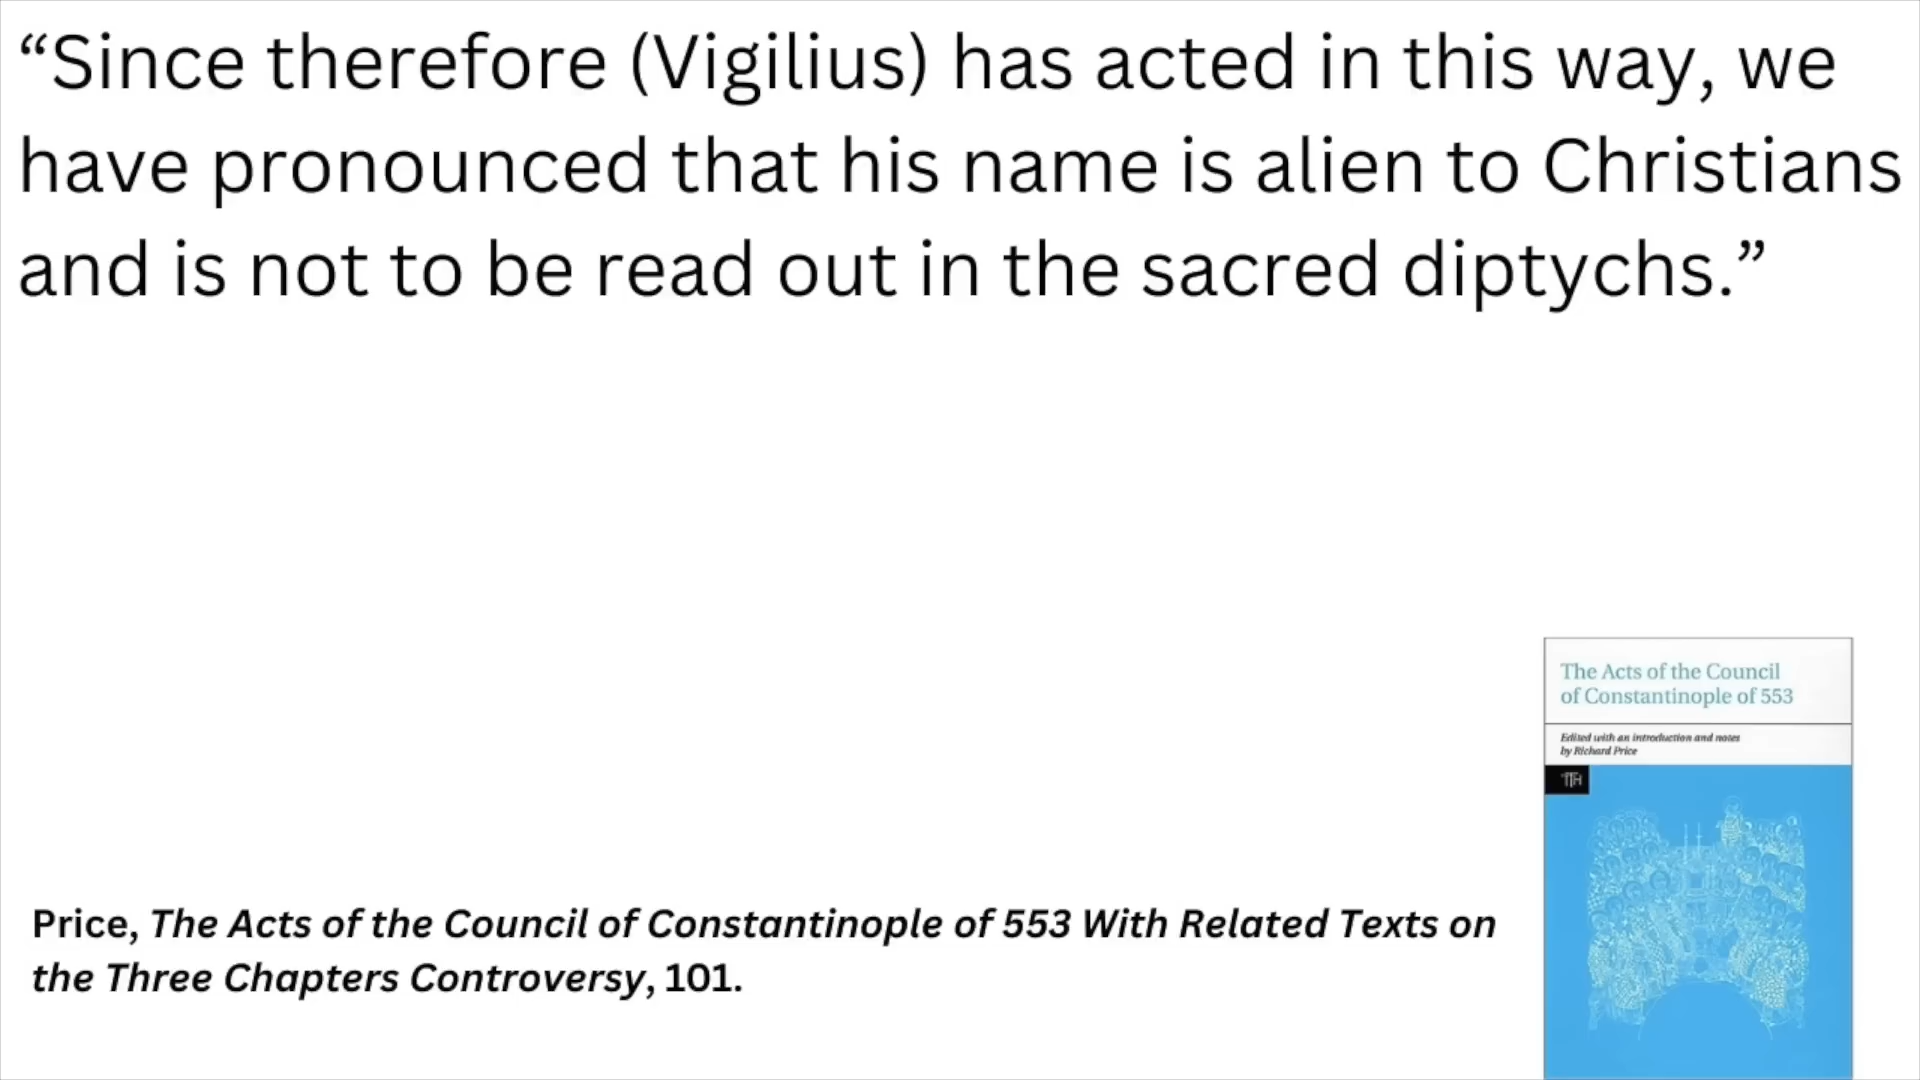 “Since therefore (Vigilius) has acted in this way, we
have pronounced that his name is alien to Christians
and is not to be read out in the sacred diptychs.”
The Acts of the Council
of Constantinople of 553
Edited with an introduction and notes
by Richard Price
TTH
Price, The Acts of the Council of Constantinople of 553 With Related Texts on
the Three Chapters Controversy, 101.